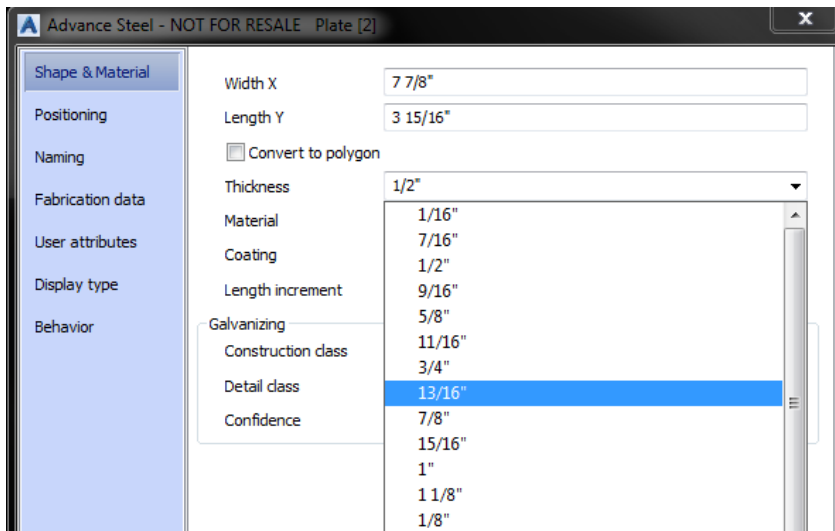 Advance Steel - NOT FOR RESALE Plate [2]
x
Shape & Material
Positioning
Naming
Fabrication data
User attributes
Display type
Behavior
Width X 7 7/8"
Length Y 3 15/16"
Convert to polygon
Thickness 1/2"
Material
Coating
Length increment
Galvanizing
Construction class
Detail class
Confidence
1/16"
7/16"
1/2"
9/16"
5/8"
11/16"
3/4"
13/16"
7/8"
15/16"
1"
1 1/8"
1/8"